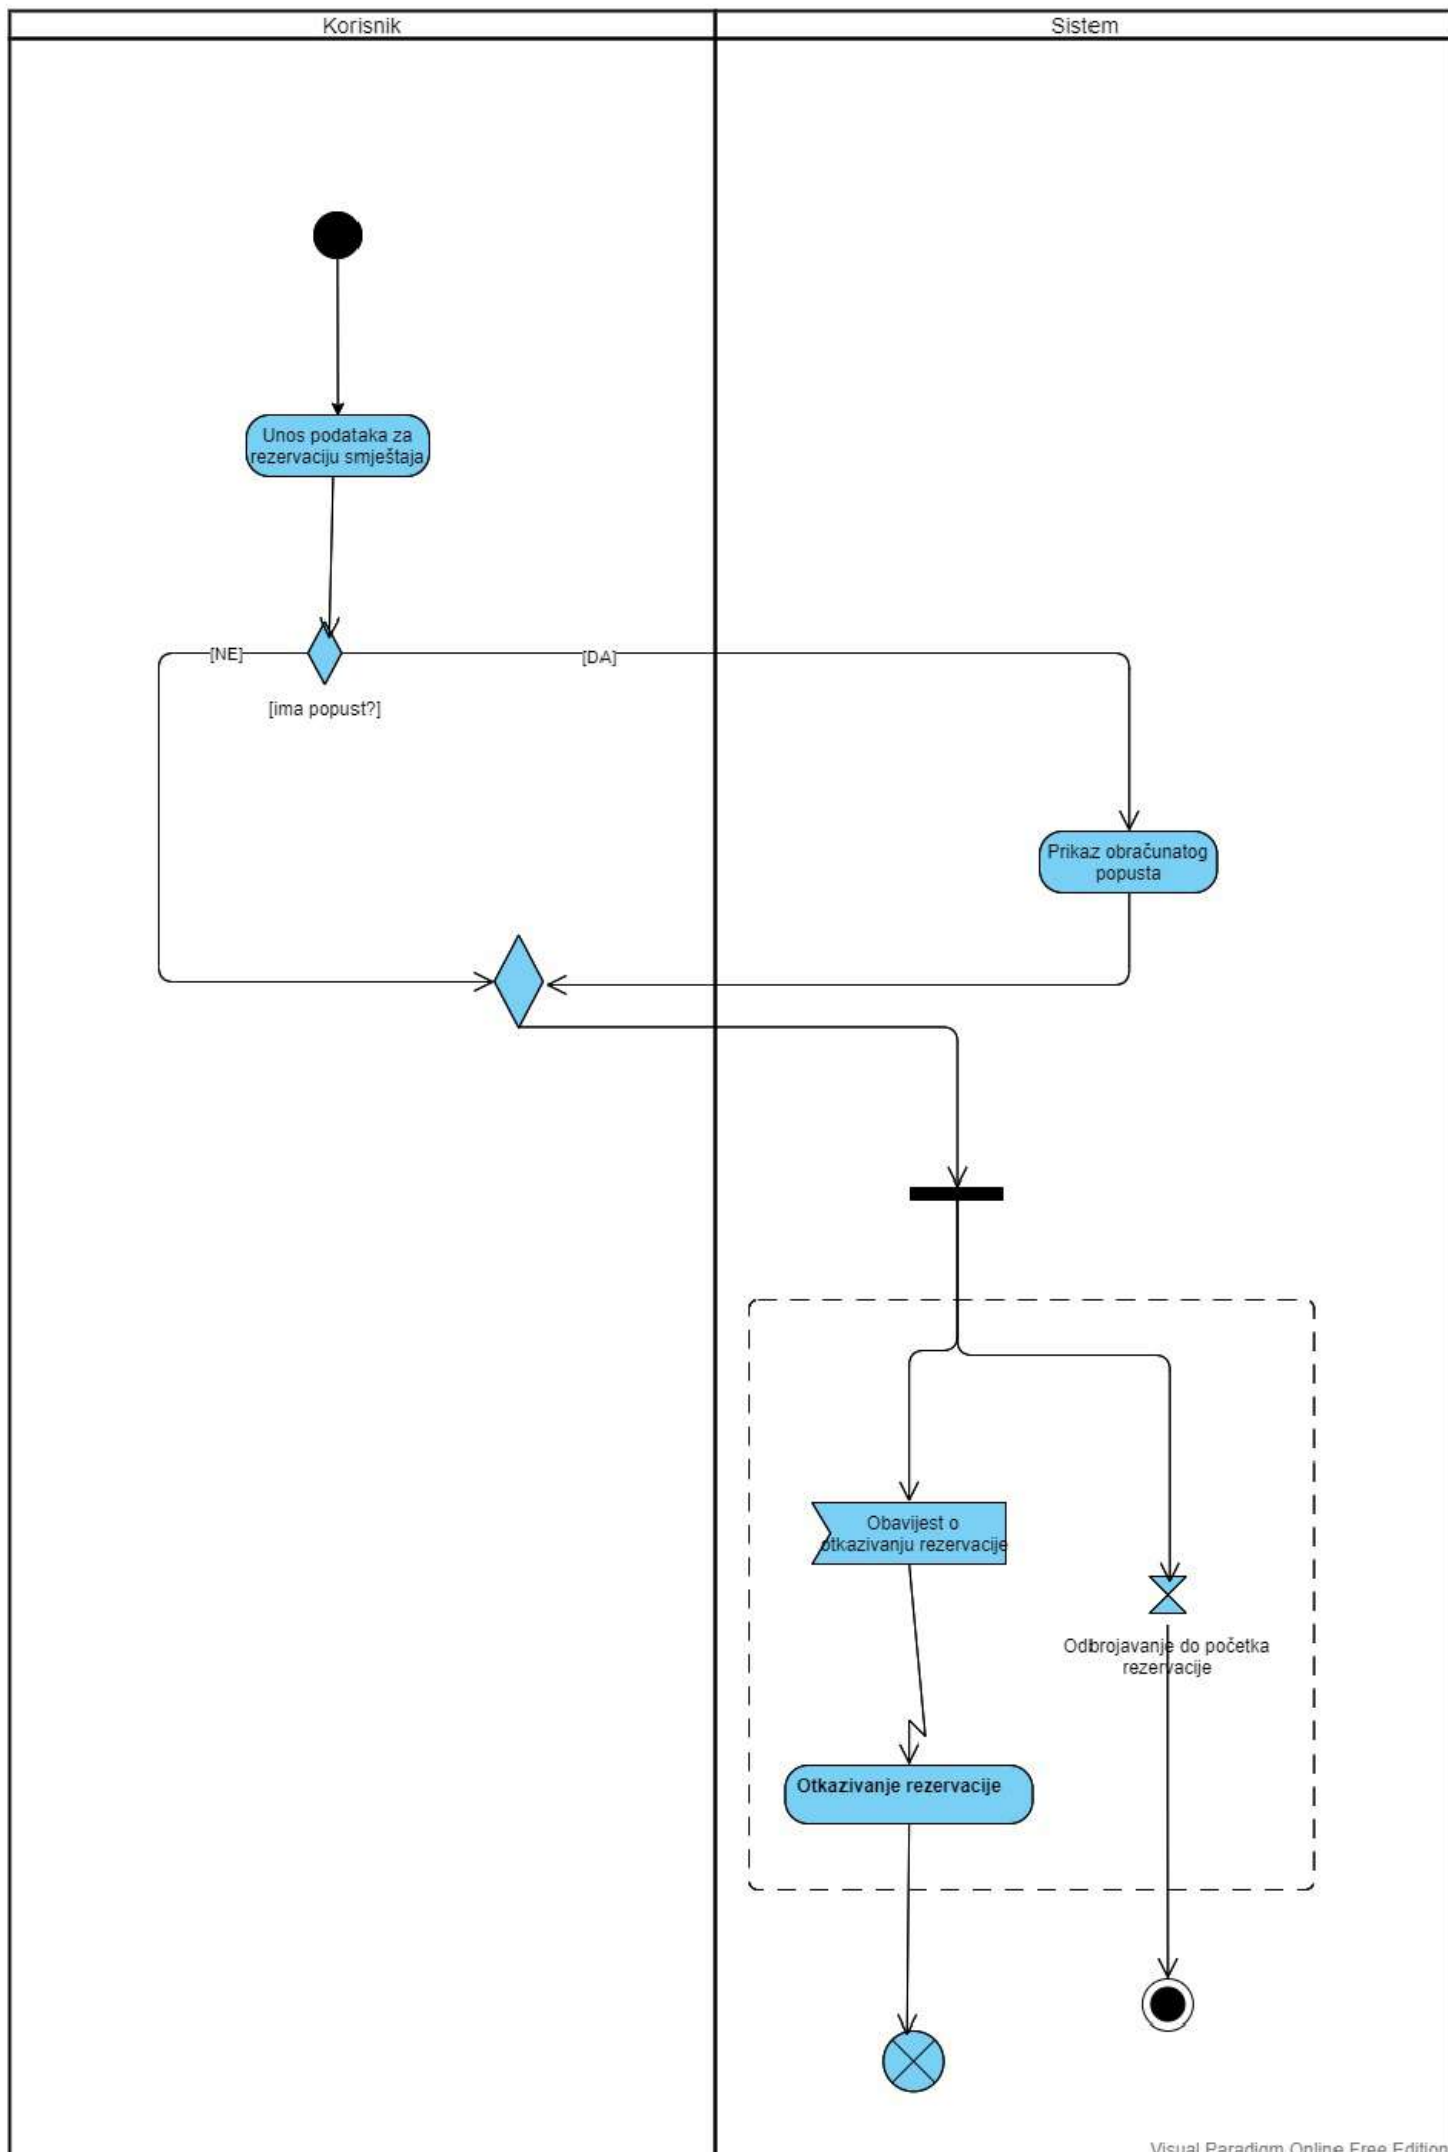 Korisnik
Sistem
Unos podataka za
rezervaciju smještaja
[NE]
[DA]
[ima popust?]
Prikaz obračunatog
popusta
Obavijest o
otkazivanju rezervacije
Odbrojavanje do početka
rezervacije
Otkazivanje rezervacije
Visual Paradigm Online Free Edition